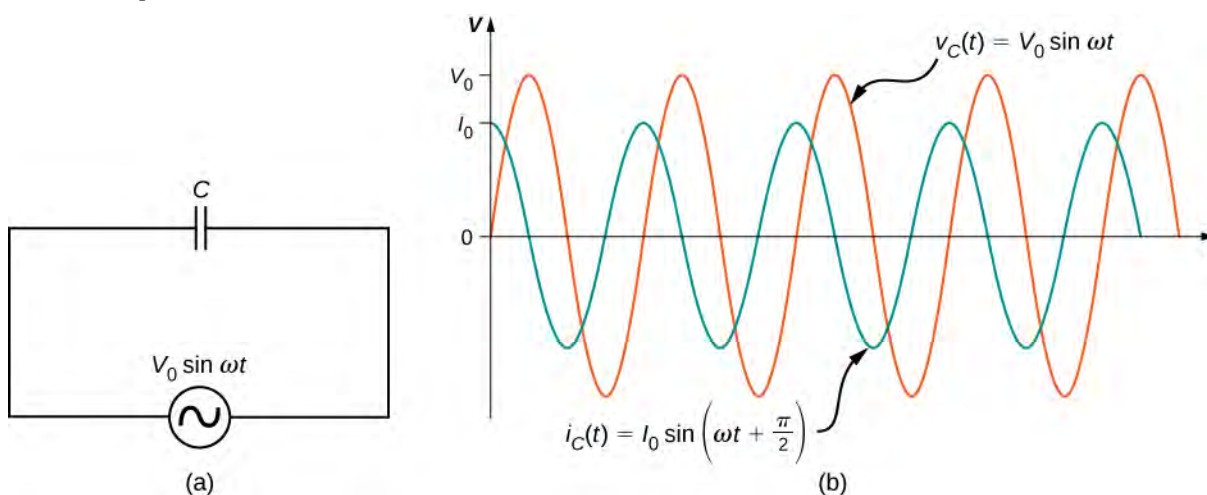 C
V₀ sin ωt
(a)
V
V₀
I₀
0
v_C(t) = V₀ sin ωt
i_C(t) = I₀ sin (ωt + π/2)
(b)